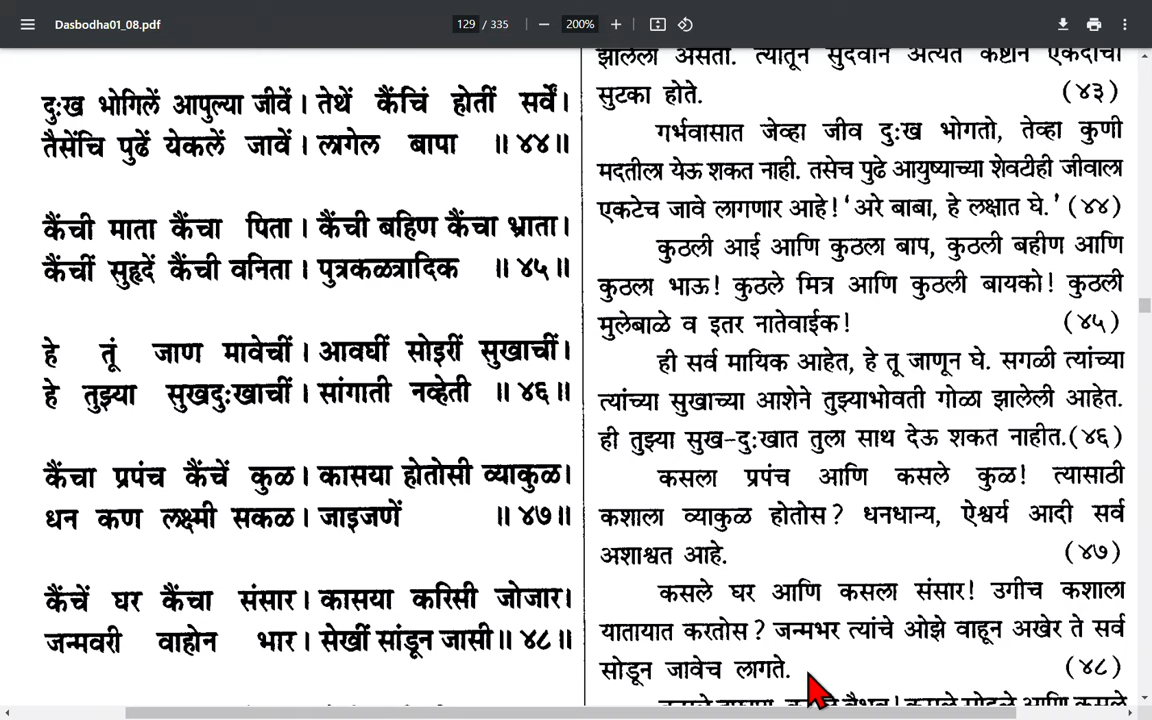 Dasbodha01_08.pdf
129 / 335
200%
दुःख भोगिलें आपुल्या जीवें। तेथें कैंचिं होतीं सर्वें।
तैसेंचि पुढें येकलें जावें। लागेल बापा ॥ ४४॥
कैंची माता कैंचा पिता। कैंची बहिण कैंचा भ्राता।
कैंचीं सुहृदें कैंची वनिता। पुत्रकळत्रादिक ॥ ४५॥
हे तूं जाण मावेचीं। आवघीं सोइरीं सुखाचीं।
हे तुझ्या सुखदुःखाचीं। सांगाती नव्हेती ॥ ४६॥
कैंचा प्रपंच कैंचें कुळ। कासया होतोसी व्याकुळ।
धन कण लक्ष्मी सकळ। जाइजणें ॥ ४७॥
कैंचें घर कैंचा संसार। कासया करिसी जोजार।
जन्मवरी वाहोन भार। सेखीं सांडून जासी॥ ४८॥
झालेला असतो. त्यातून सुदैवाने अत्यंत कष्टाने एकदाची
सुटका होते. (४३)
गर्भवासात जेव्हा जीव दुःख भोगतो, तेव्हा कुणी
मदतीला येऊ शकत नाही. तसेच पुढे आयुष्याच्या शेवटीही जीवाला
एकटेच जावे लागणार आहे! ‘अरे बाबा, हे लक्षात घे.’ (४४)
कुठली आई आणि कुठला बाप, कुठली बहीण आणि
कुठला भाऊ! कुठले मित्र आणि कुठली बायको! कुठली
मुलेबाळे व इतर नातेवाईक! (४५)
ही सर्व मायिक आहेत, हे तू जाणून घे. सगळी त्यांच्या
त्यांच्या सुखाच्या आशेने तुझ्याभोवती गोळा झालेली आहेत.
ही तुझ्या सुख-दुःखात तुला साथ देऊ शकत नाहीत.(४६)
कसला प्रपंच आणि कसले कुळ! त्यासाठी
कशाला व्याकुळ होतोस? धनधान्य, ऐश्वर्य आदी सर्व
अशाश्वत आहे. (४७)
कसले घर आणि कसला संसार! उगीच कशाला
यातायात करतोस? जन्मभर त्यांचे ओझे वाहून अखेर ते सर्व
सोडून जावेच लागते. (४८)